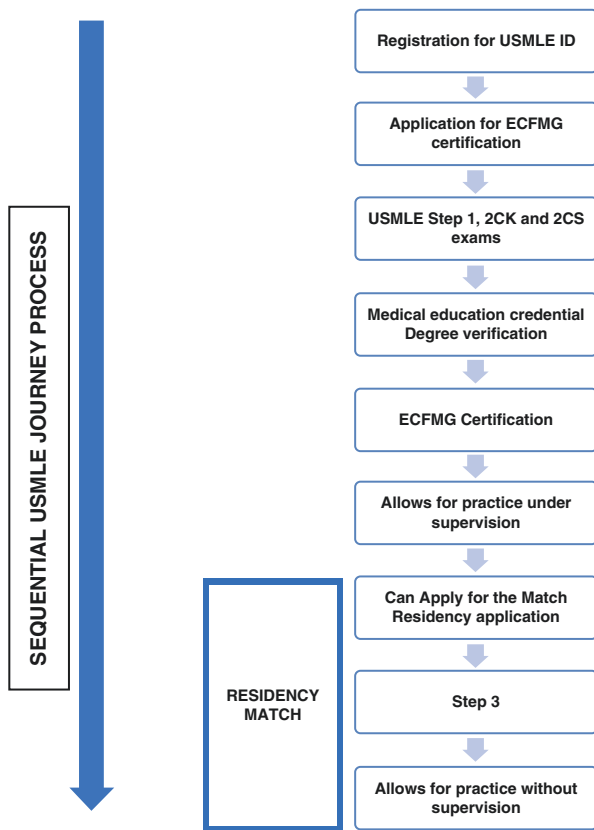 SEQUENTIAL USMLE JOURNEY PROCESS
Registration for USMLE ID
Application for ECFMG
certification
USMLE Step 1, 2CK and 2CS
exams
Medical education credential
Degree verification
ECFMG Certification
Allows for practice under
supervision
Can Apply for the Match
Residency application
RESIDENCY
MATCH
Step 3
Allows for practice without
supervision